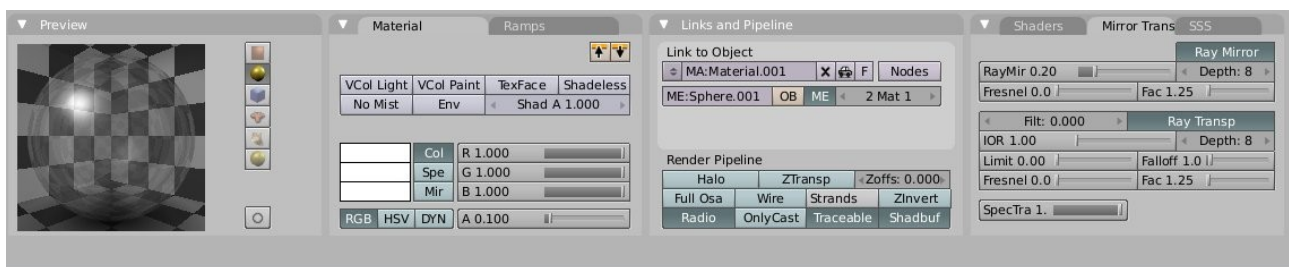 Preview
Material Ramps
VCol Light VCol Paint TexFace Shadeless
No Mist Env Shad A 1.000
Col R 1.000
Spe G 1.000
Mir B 1.000
RGB HSV DYN A 0.100
Links and Pipeline
Link to Object
MA:Material.001 X F Nodes
ME:Sphere.001 OB ME 2 Mat 1
Render Pipeline
Halo ZTransp Zoffs: 0.000
Full Osa Wire Strands ZInvert
Radio OnlyCast Traceable Shadbuf
Shaders Mirror Trans SSS
Ray Mirror
RayMir 0.20 Depth: 8
Fresnel 0.0 Fac 1.25
Filt: 0.000 Ray Transp
IOR 1.00 Depth: 8
Limit 0.00 Falloff 1.0
Fresnel 0.0 Fac 1.25
SpecTra 1.